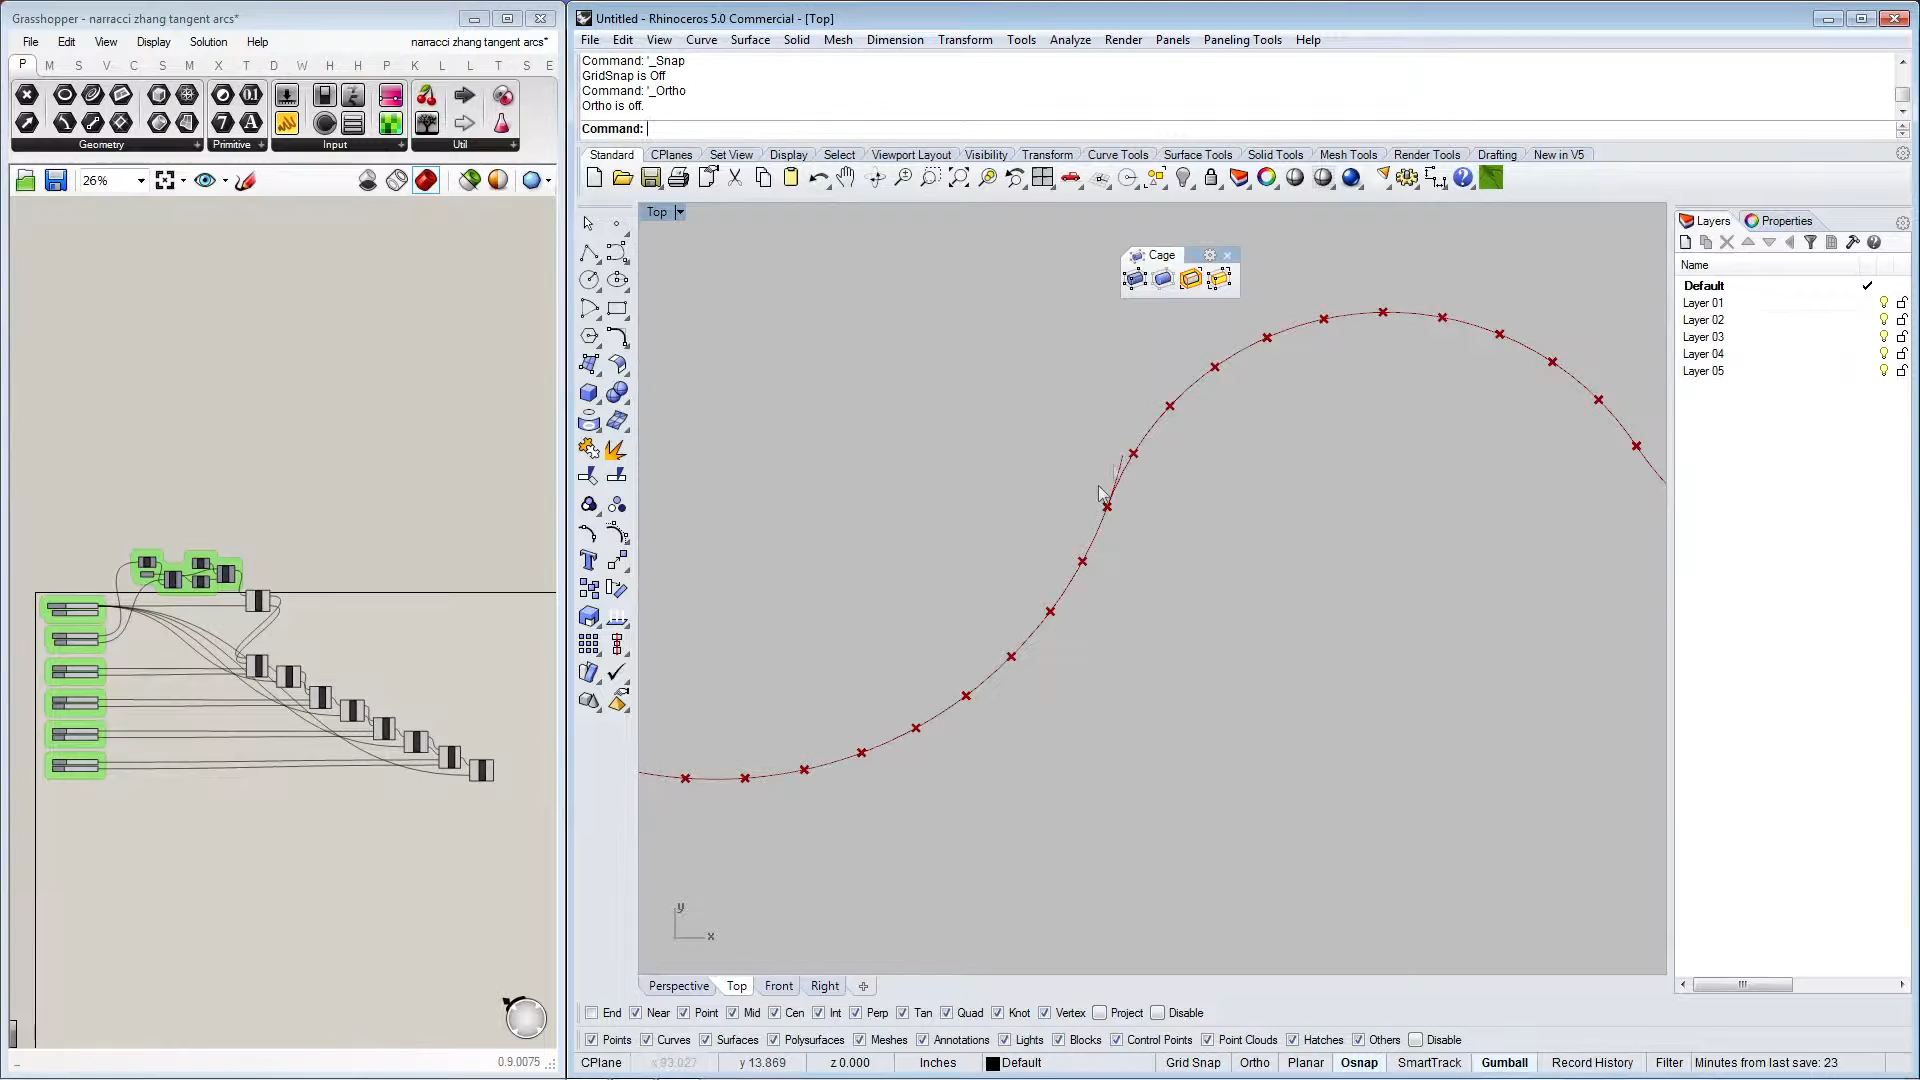 Grasshopper - narracci zhang tangent arcs*
File Edit View Display Solution Help narracci zhang tangent arcs*
P M S V C S M X T D W H P K L L T S E
Geometry Primitive Input Util
26%
0.9.0075
Untitled - Rhinoceros 5.0 Commercial - [Top]
File Edit View Curve Surface Solid Mesh Dimension Transform Tools Analyze Render Panels Paneling Tools Help
Command: '_Snap
GridSnap is Off
Command: '_Ortho
Ortho is off.
Command:
Standard CPlanes Set View Display Select Viewport Layout Visibility Transform Curve Tools Surface Tools Solid Tools Mesh Tools Render Tools Drafting New in V5
Top
Cage
y
x
Layers Properties
Name
Default
Layer 01
Layer 02
Layer 03
Layer 04
Layer 05
Perspective Top Front Right
End Near Point Mid Cen Int Perp Tan Quad Knot Vertex Project Disable
Points Curves Surfaces Polysurfaces Meshes Annotations Lights Blocks Control Points Point Clouds Hatches Others Disable
CPlane x 93.027 y 13.869 z 0.000 Inches Default Grid Snap Ortho Planar Osnap SmartTrack Gumball Record History Filter Minutes from last save: 23